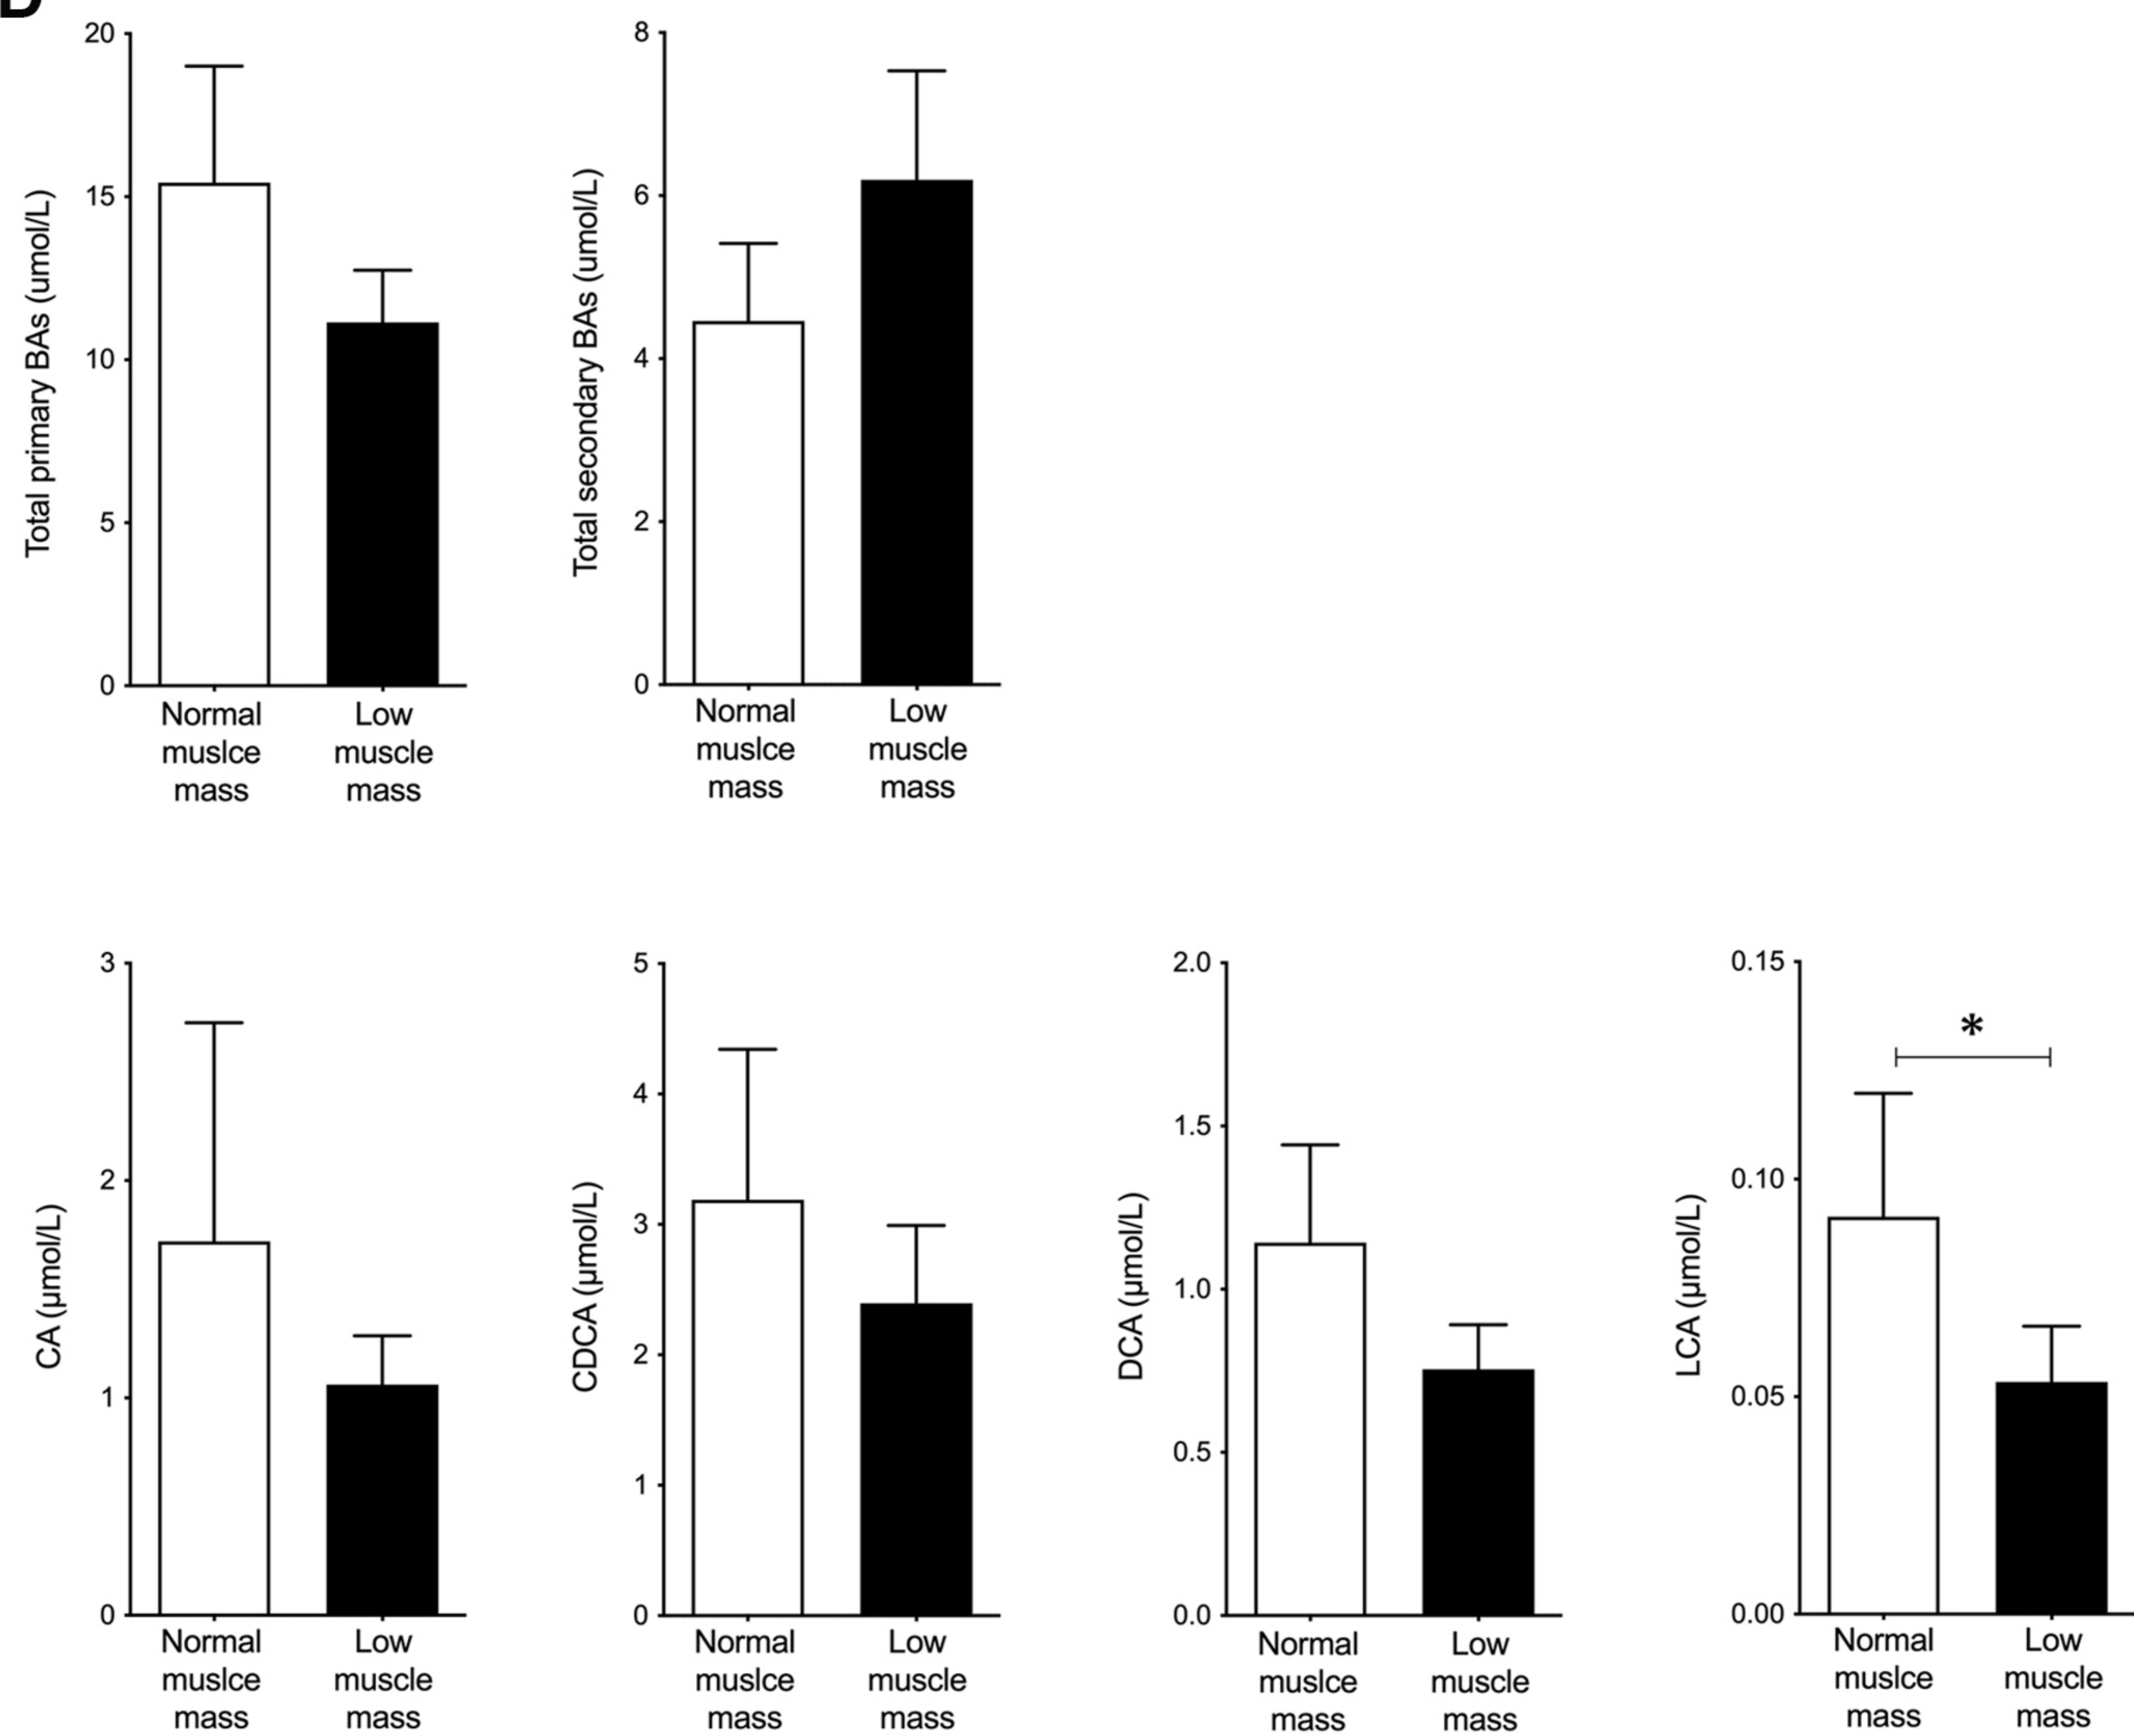 D
20
15
10
5
0
Total primary BAs (umol/L)
Normal
muslce
mass
Low
muscle
mass
8
6
4
2
0
Total secondary BAs (umol/L)
Normal
muslce
mass
Low
muscle
mass
3
2
1
0
CA (µmol/L)
Normal
muslce
mass
Low
muscle
mass
5
4
3
2
1
0
CDCA (µmol/L)
Normal
muslce
mass
Low
muscle
mass
2.0
1.5
1.0
0.5
0.0
DCA (µmol/L)
Normal
muslce
mass
Low
muscle
mass
0.15
0.10
0.05
0.00
LCA (µmol/L)
*
Normal
muslce
mass
Low
muscle
mass